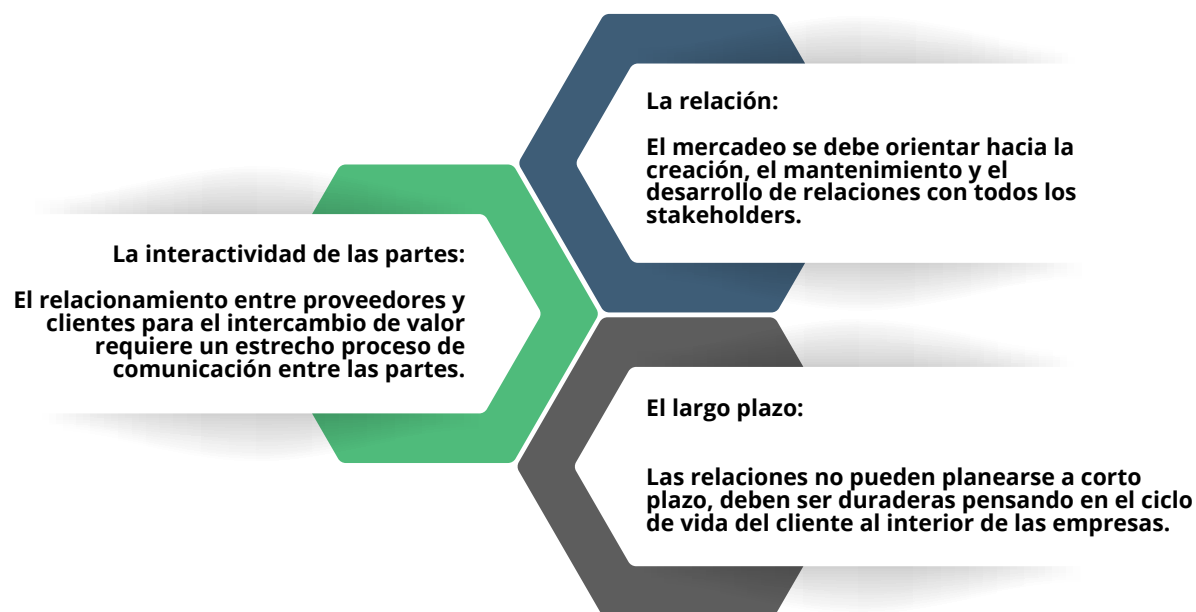 La relación:
El mercadeo se debe orientar hacia la
creación, el mantenimiento y el
desarrollo de relaciones con todos los
stakeholders.
La interactividad de las partes:
El relacionamiento entre proveedores y
clientes para el intercambio de valor
requiere un estrecho proceso de
comunicación entre las partes.
El largo plazo:
Las relaciones no pueden planearse a corto
plazo, deben ser duraderas pensando en el ciclo
de vida del cliente al interior de las empresas.